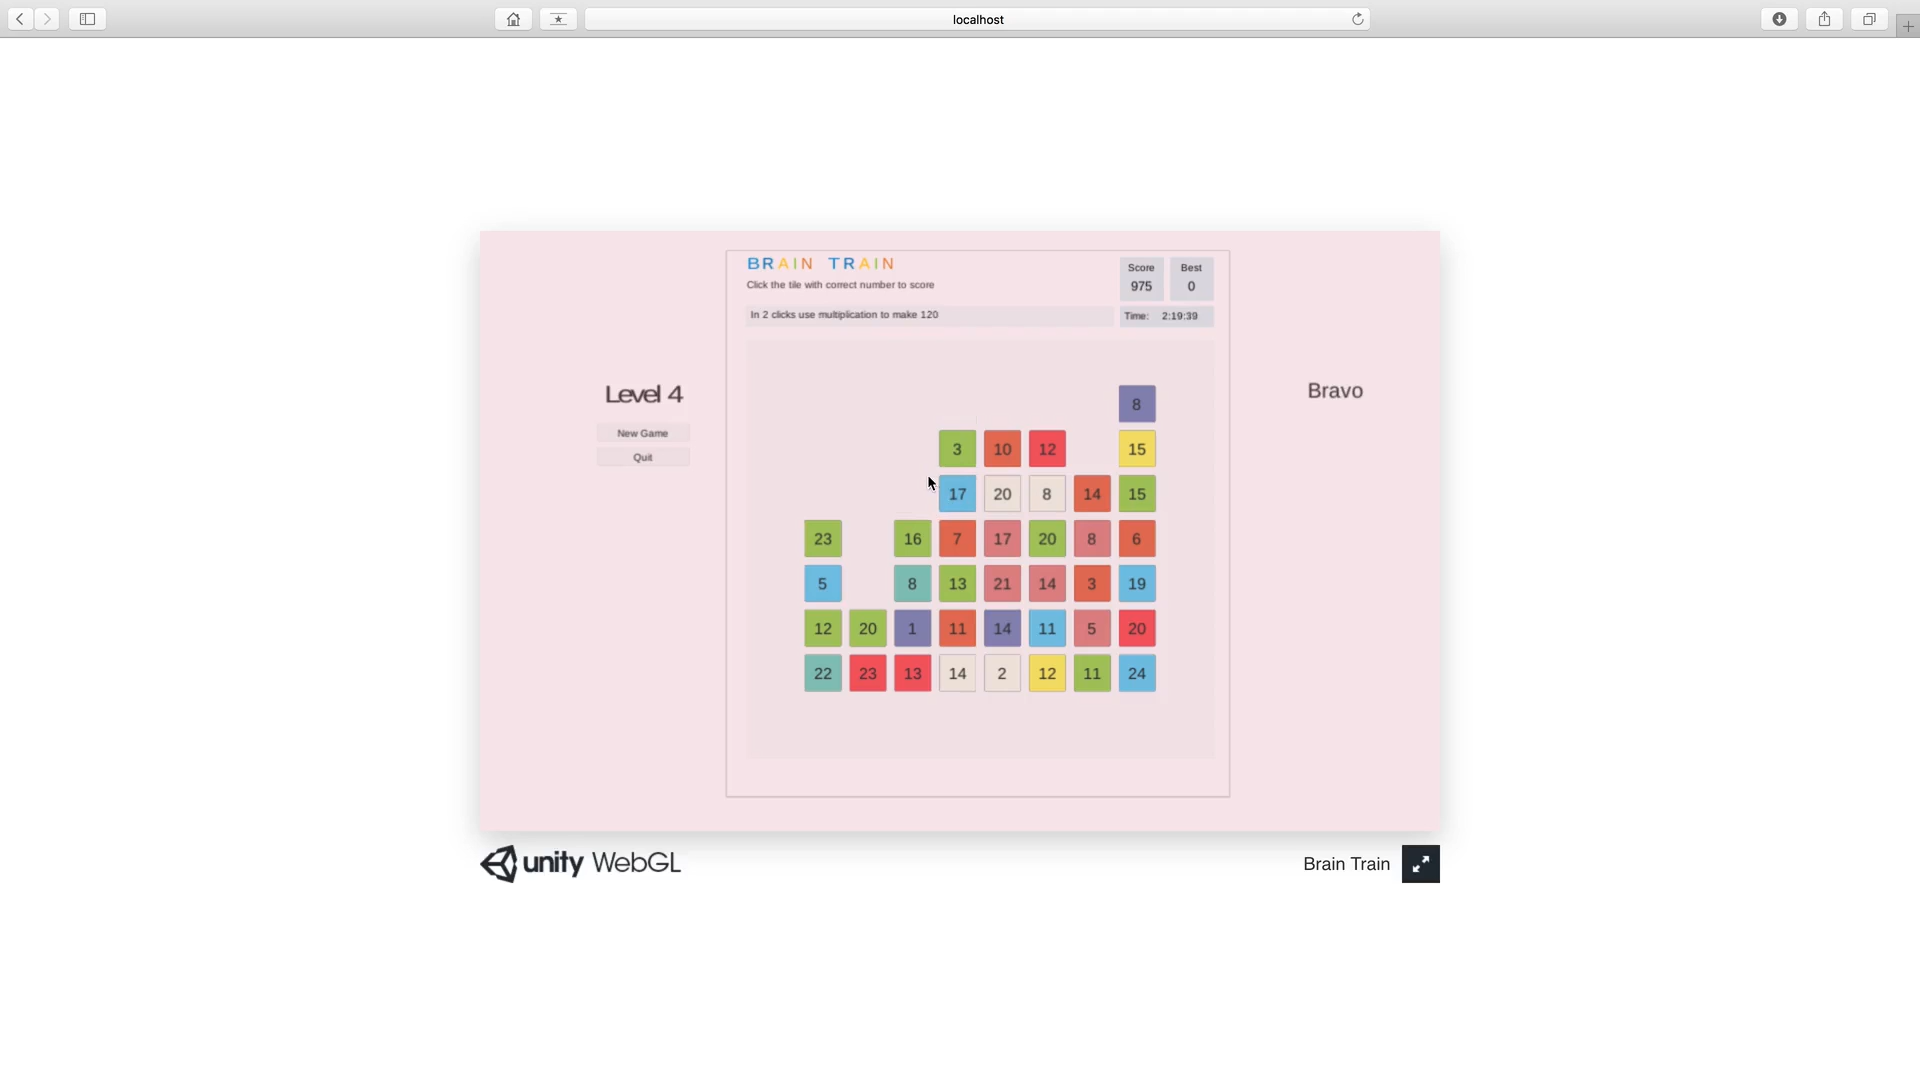 localhost
BRAIN TRAIN
Click the tile with correct number to score
Score
975
Best
0
In 2 clicks use multiplication to make 120
Time: 2:19:39
Level 4
New Game
Quit
Bravo
8
3 10 12 15
17 20 8 14 15
23 16 7 17 20 8 6
5 8 13 21 14 3 19
12 20 1 11 14 11 5 20
22 23 13 14 2 12 11 24
unity WebGL
Brain Train